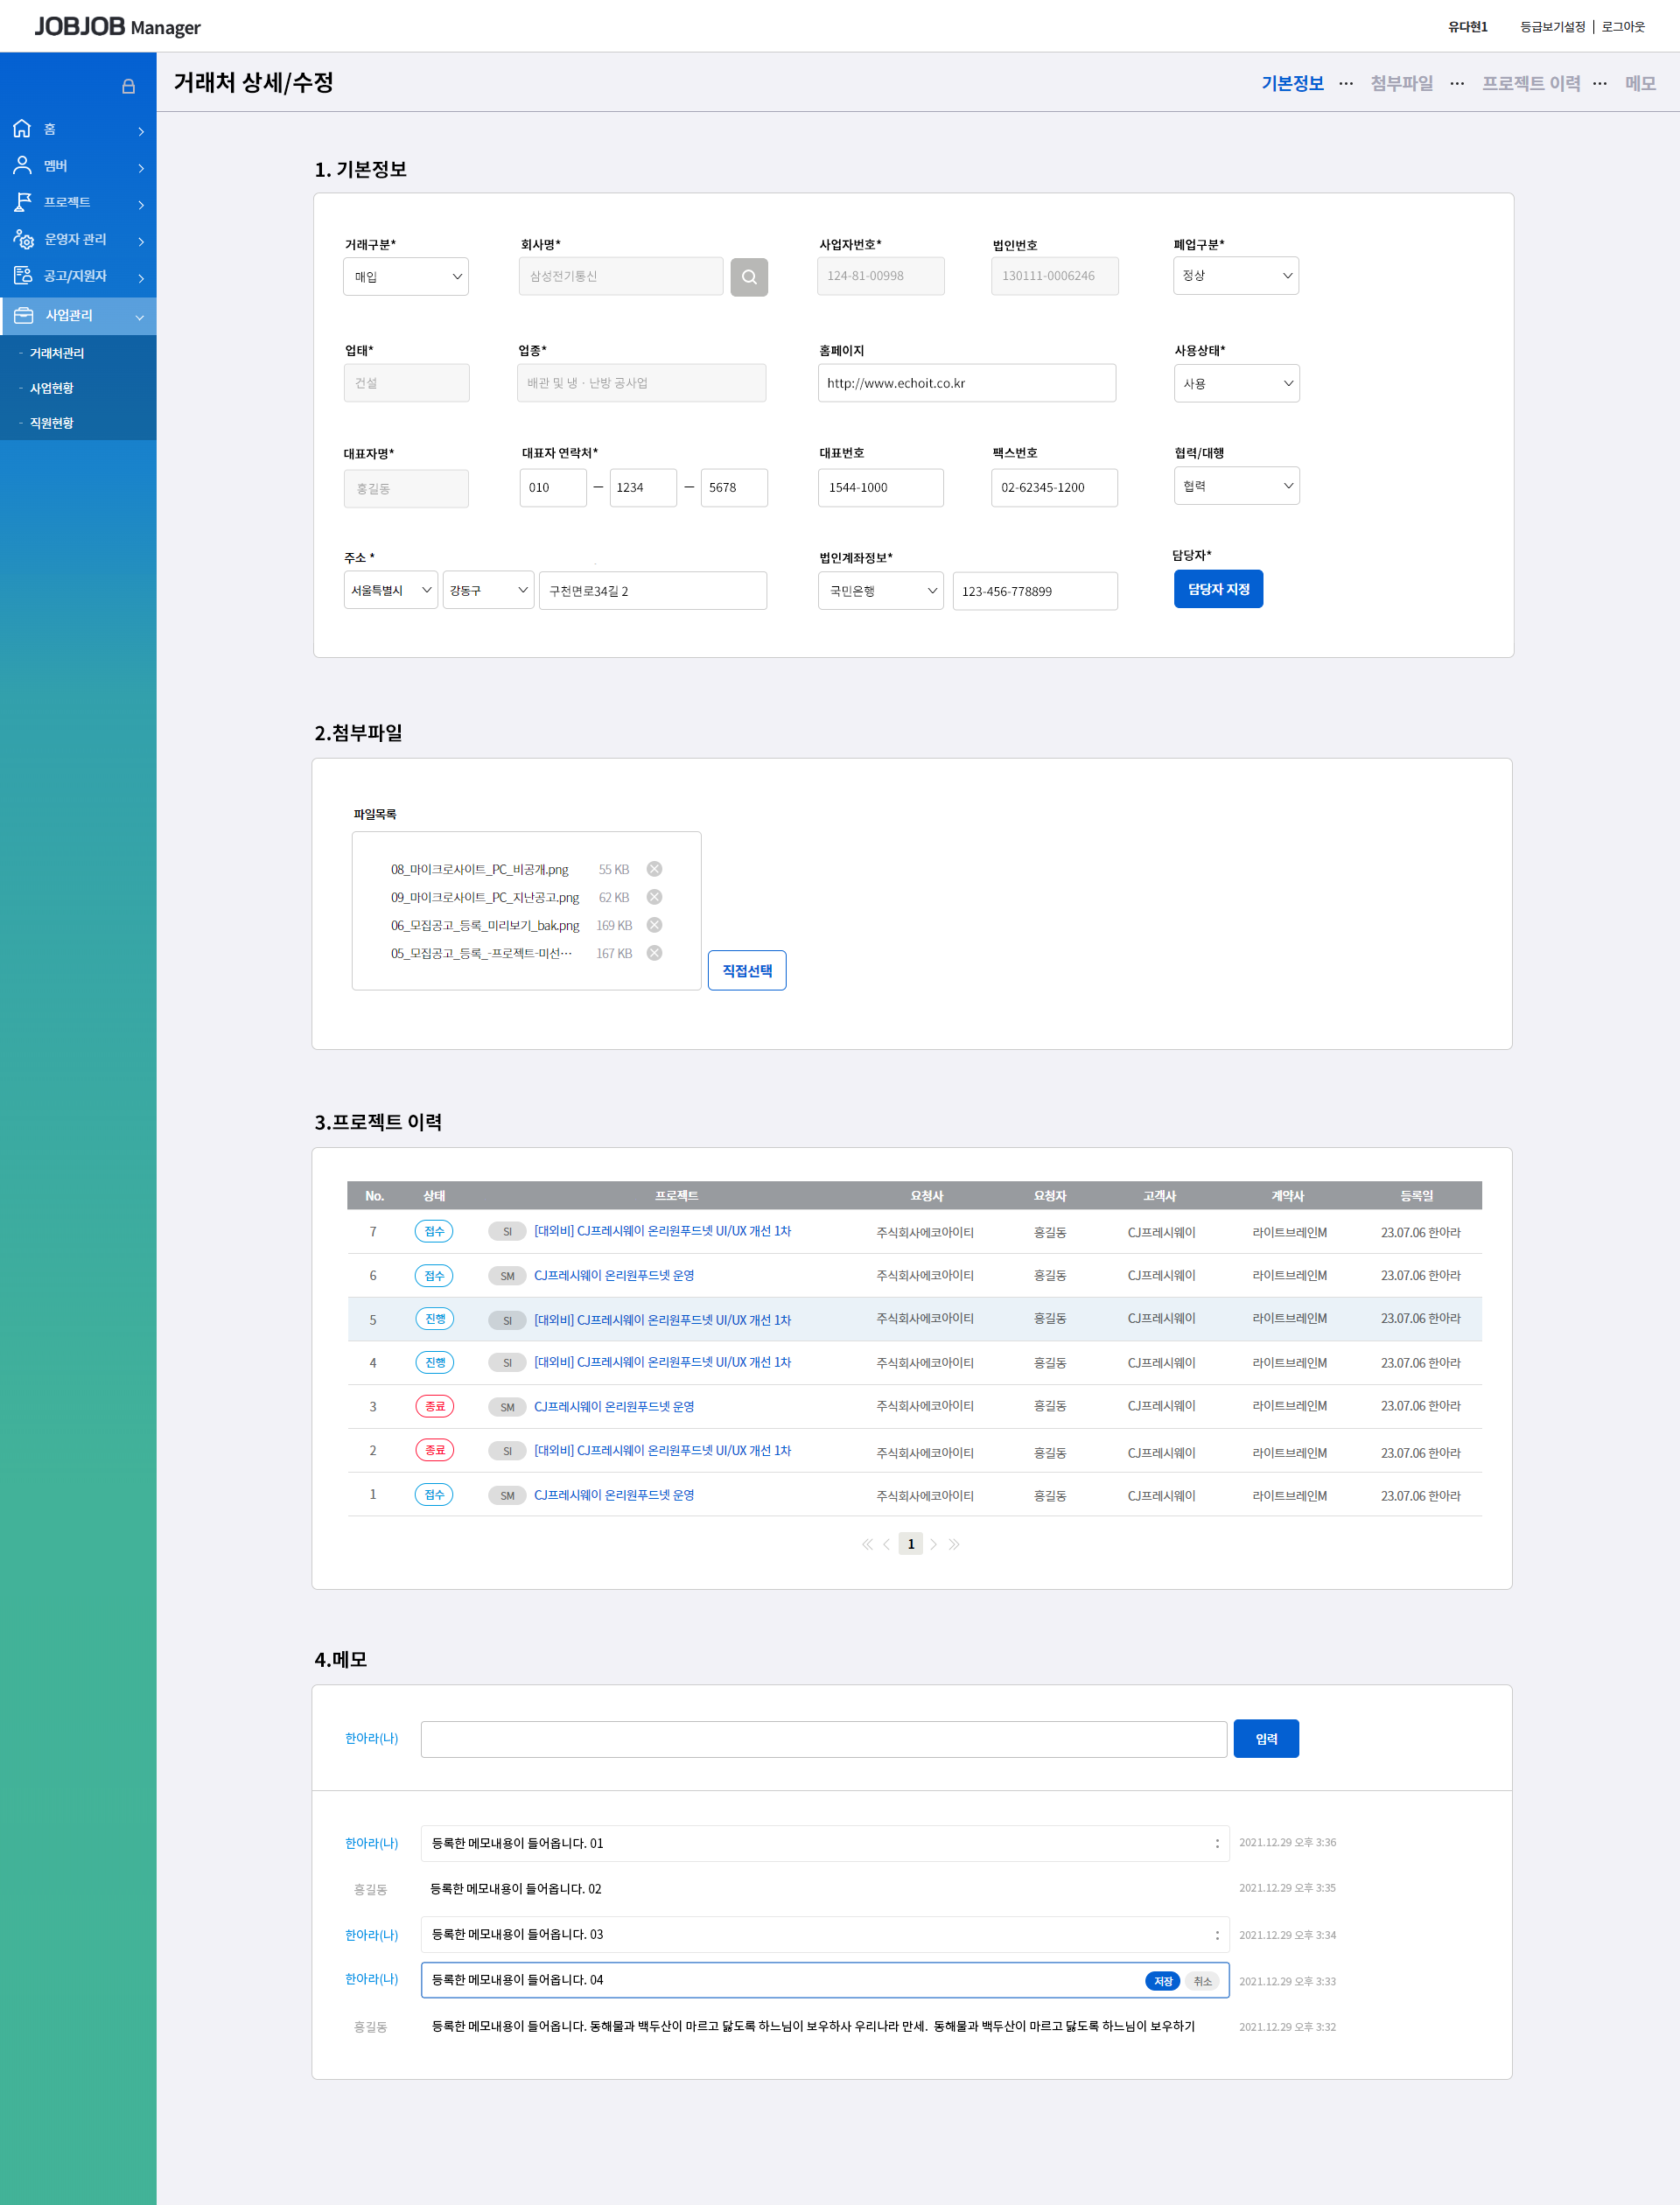 JOBJOB Manager
유다현1 등급보기설정 | 로그아웃
거래처 상세/수정
기본정보 ··· 첨부파일 ··· 프로젝트 이력 ··· 메모
홈
멤버
프로젝트
운영자 관리
공고/지원자
사업관리
- 거래처관리
- 사업현황
- 직원현황
1. 기본정보
거래구분* 회사명* 사업자번호* 법인번호 폐업구분*
매입 삼성전기통신 124-81-00998 130111-0006246 정상
업태* 업종* 홈페이지 사용상태*
건설 배관 및 냉ㆍ난방 공사업 http://www.echoit.co.kr 사용
대표자명* 대표자 연락처* 대표번호 팩스번호 협력/대행
홍길동 010 — 1234 — 5678 1544-1000 02-62345-1200 협력
주소 * 법인계좌정보* 담당자*
서울특별시 강동구 구천면로34길 2 국민은행 123-456-778899 담당자 지정
2.첨부파일
파일목록
08_마이크로사이트_PC_비공개.png 55 KB
09_마이크로사이트_PC_지난공고.png 62 KB
06_모집공고_등록_미리보기_bak.png 169 KB
05_모집공고_등록_-프로젝트-미선··· 167 KB
직접선택
3.프로젝트 이력
No. 상태 프로젝트 요청사 요청자 고객사 계약사 등록일
7 접수 SI [대외비] CJ프레시웨이 온리원푸드넷 UI/UX 개선 1차 주식회사에코아이티 홍길동 CJ프레시웨이 라이트브레인M 23.07.06 한아라
6 접수 SM CJ프레시웨이 온리원푸드넷 운영 주식회사에코아이티 홍길동 CJ프레시웨이 라이트브레인M 23.07.06 한아라
5 진행 SI [대외비] CJ프레시웨이 온리원푸드넷 UI/UX 개선 1차 주식회사에코아이티 홍길동 CJ프레시웨이 라이트브레인M 23.07.06 한아라
4 진행 SI [대외비] CJ프레시웨이 온리원푸드넷 UI/UX 개선 1차 주식회사에코아이티 홍길동 CJ프레시웨이 라이트브레인M 23.07.06 한아라
3 종료 SM CJ프레시웨이 온리원푸드넷 운영 주식회사에코아이티 홍길동 CJ프레시웨이 라이트브레인M 23.07.06 한아라
2 종료 SI [대외비] CJ프레시웨이 온리원푸드넷 UI/UX 개선 1차 주식회사에코아이티 홍길동 CJ프레시웨이 라이트브레인M 23.07.06 한아라
1 접수 SM CJ프레시웨이 온리원푸드넷 운영 주식회사에코아이티 홍길동 CJ프레시웨이 라이트브레인M 23.07.06 한아라
1
4.메모
한아라(나) 입력
한아라(나) 등록한 메모내용이 들어옵니다. 01 2021.12.29 오후 3:36
홍길동 등록한 메모내용이 들어옵니다. 02 2021.12.29 오후 3:35
한아라(나) 등록한 메모내용이 들어옵니다. 03 2021.12.29 오후 3:34
한아라(나) 등록한 메모내용이 들어옵니다. 04 저장 취소 2021.12.29 오후 3:33
홍길동 등록한 메모내용이 들어옵니다. 동해물과 백두산이 마르고 닳도록 하느님이 보우하사 우리나라 만세. 동해물과 백두산이 마르고 닳도록 하느님이 보우하기 2021.12.29 오후 3:32